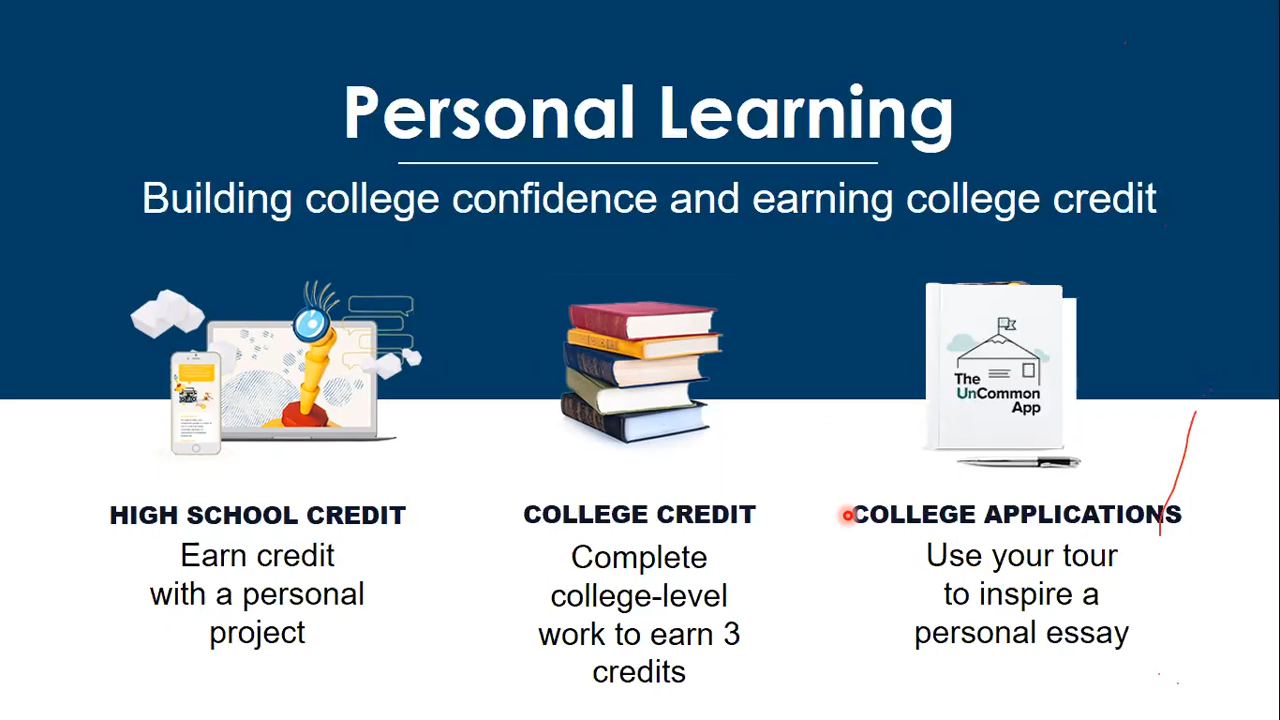 Personal Learning
Building college confidence and earning college credit
The
UnCommon
App
HIGH SCHOOL CREDIT
Earn credit
with a personal
project
COLLEGE CREDIT
Complete
college-level
work to earn 3
credits
COLLEGE APPLICATIONS
Use your tour
to inspire a
personal essay